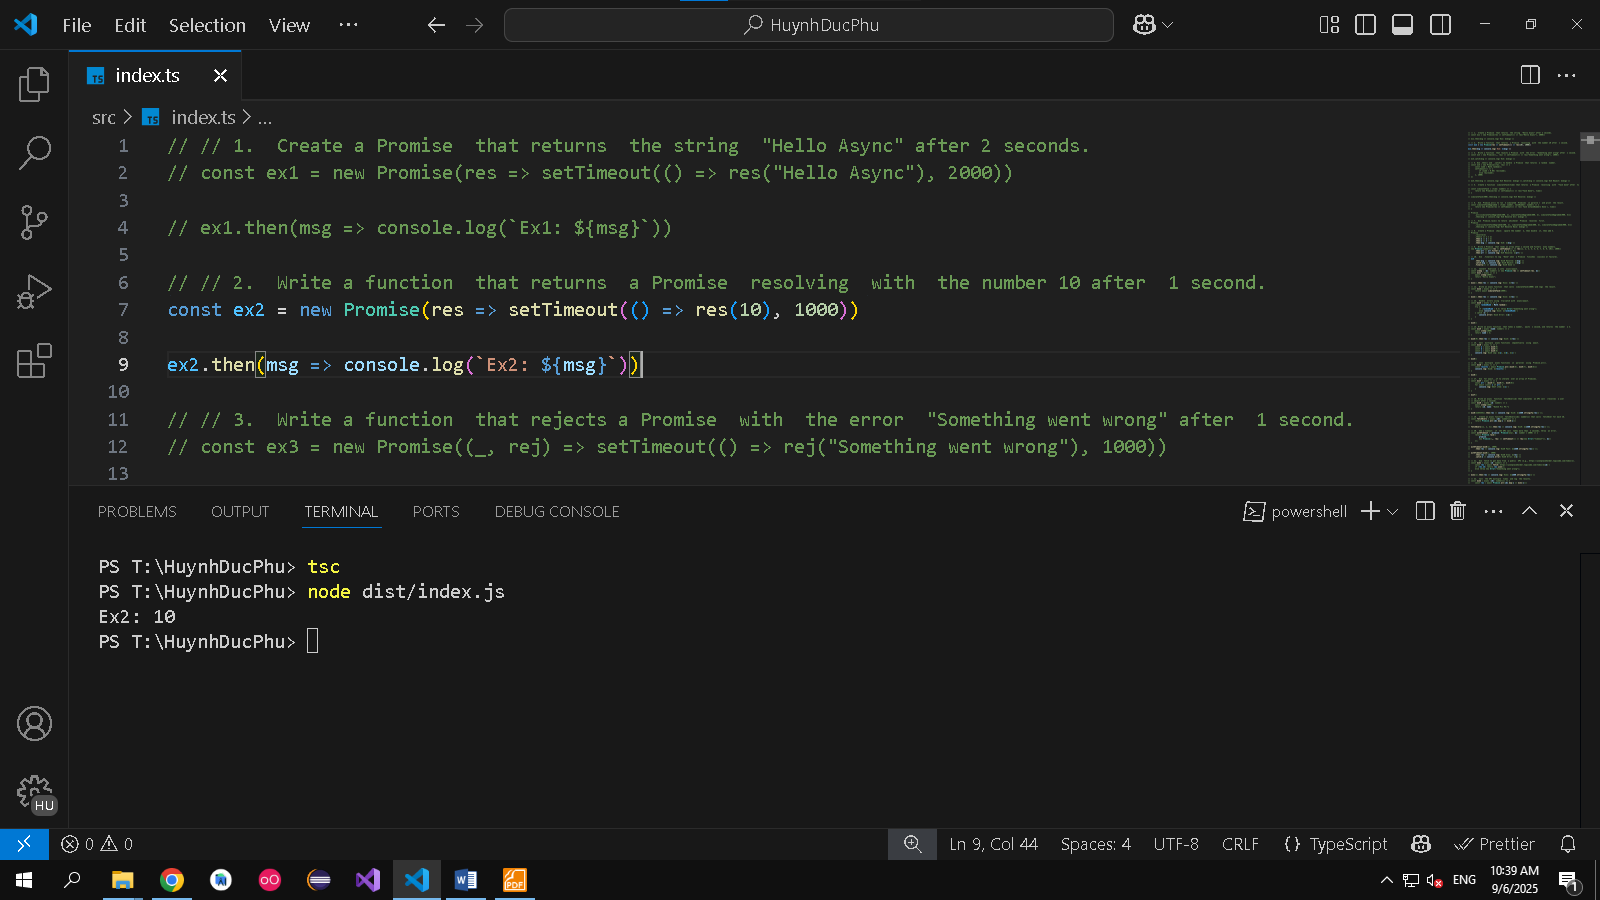 File Edit Selection View ··· HuynhDucPhu
TS index.ts
src > TS index.ts > ...
1 // // 1.  Create a Promise  that returns  the string  "Hello Async" after 2 seconds.
2 // const ex1 = new Promise(res => setTimeout(() => res("Hello Async"), 2000))
3
4 // ex1.then(msg => console.log(`Ex1: ${msg}`))
5
6 // // 2.  Write a function  that returns  a Promise  resolving  with  the number 10 after  1 second.
7 const ex2 = new Promise(res => setTimeout(() => res(10), 1000))
8
9 ex2.then(msg => console.log(`Ex2: ${msg}`))
10
11 // // 3.  Write a function  that rejects a Promise  with  the error  "Something went wrong" after  1 second.
12 // const ex3 = new Promise((_, rej) => setTimeout(() => rej("Something went wrong"), 1000))
13
PROBLEMS OUTPUT TERMINAL PORTS DEBUG CONSOLE powershell
PS T:\HuynhDucPhu> tsc
PS T:\HuynhDucPhu> node dist/index.js
Ex2: 10
PS T:\HuynhDucPhu>
HU
0 0 Ln 9, Col 44 Spaces: 4 UTF-8 CRLF {} TypeScript Prettier
ENG 10:39 AM
9/6/2025 1